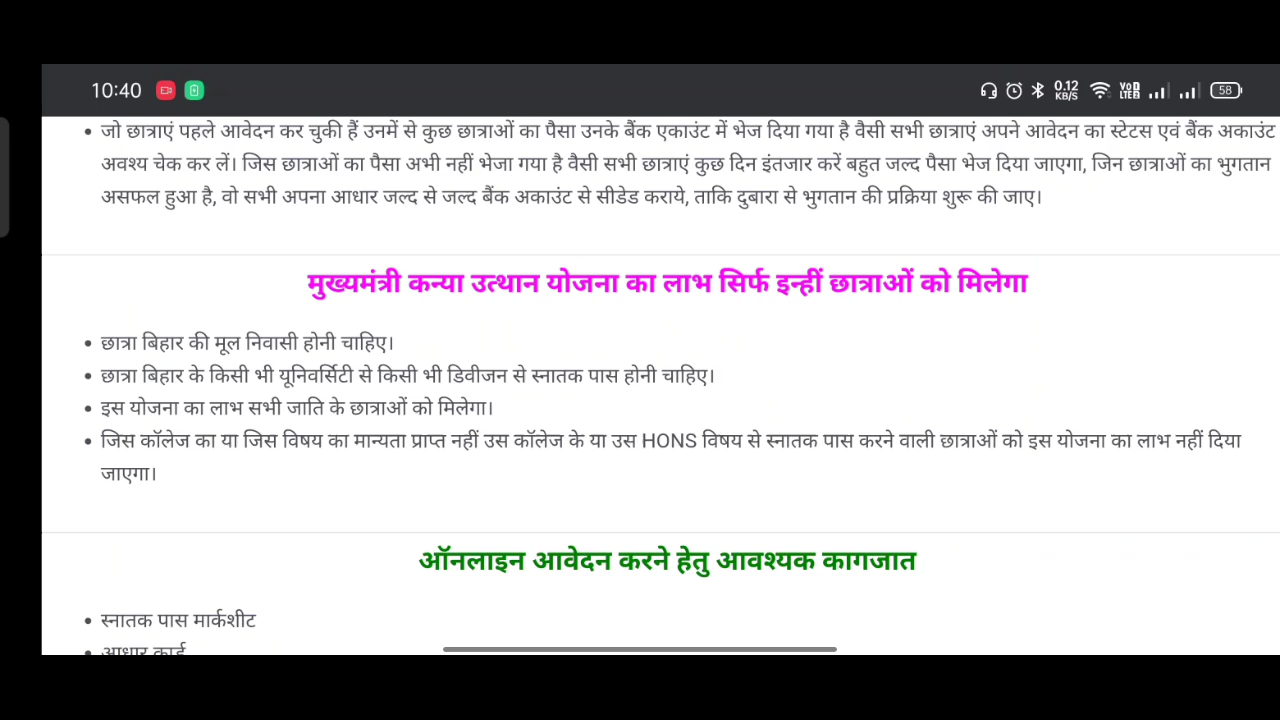 10:40 0.12 KB/S VoD LTE2 58
जो छात्राएं पहले आवेदन कर चुकी हैं उनमें से कुछ छात्राओं का पैसा उनके बैंक एकाउंट में भेज दिया गया है वैसी सभी छात्राएं अपने आवेदन का स्टेटस एवं बैंक अकाउंट
अवश्य चेक कर लें। जिस छात्राओं का पैसा अभी नहीं भेजा गया है वैसी सभी छात्राएं कुछ दिन इंतजार करें बहुत जल्द पैसा भेज दिया जाएगा, जिन छात्राओं का भुगतान
असफल हुआ है, वो सभी अपना आधार जल्द से जल्द बैंक अकाउंट से सीडेड कराये, ताकि दुबारा से भुगतान की प्रक्रिया शुरू की जाए।
मुख्यमंत्री कन्या उत्थान योजना का लाभ सिर्फ इन्हीं छात्राओं को मिलेगा
छात्रा बिहार की मूल निवासी होनी चाहिए।
छात्रा बिहार के किसी भी यूनिवर्सिटी से किसी भी डिवीजन से स्नातक पास होनी चाहिए।
इस योजना का लाभ सभी जाति के छात्राओं को मिलेगा।
जिस कॉलेज का या जिस विषय का मान्यता प्राप्त नहीं उस कॉलेज के या उस HONS विषय से स्नातक पास करने वाली छात्राओं को इस योजना का लाभ नहीं दिया
जाएगा।
ऑनलाइन आवेदन करने हेतु आवश्यक कागजात
स्नातक पास मार्कशीट
आधार कार्ड